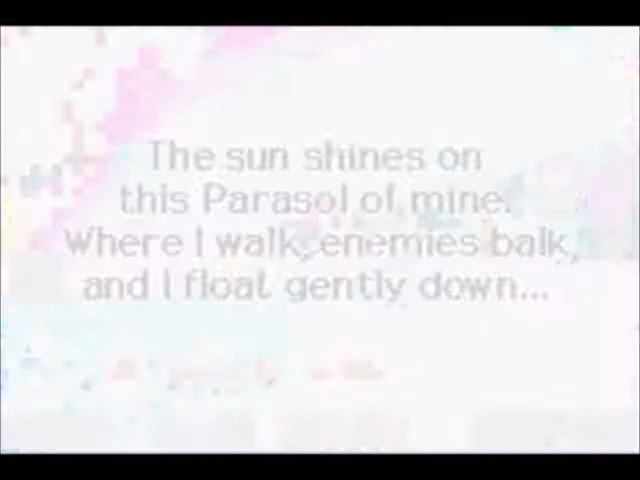 The sun shines on
this Parasol of mine.
Where I walk, enemies balk,
and I float gently down...